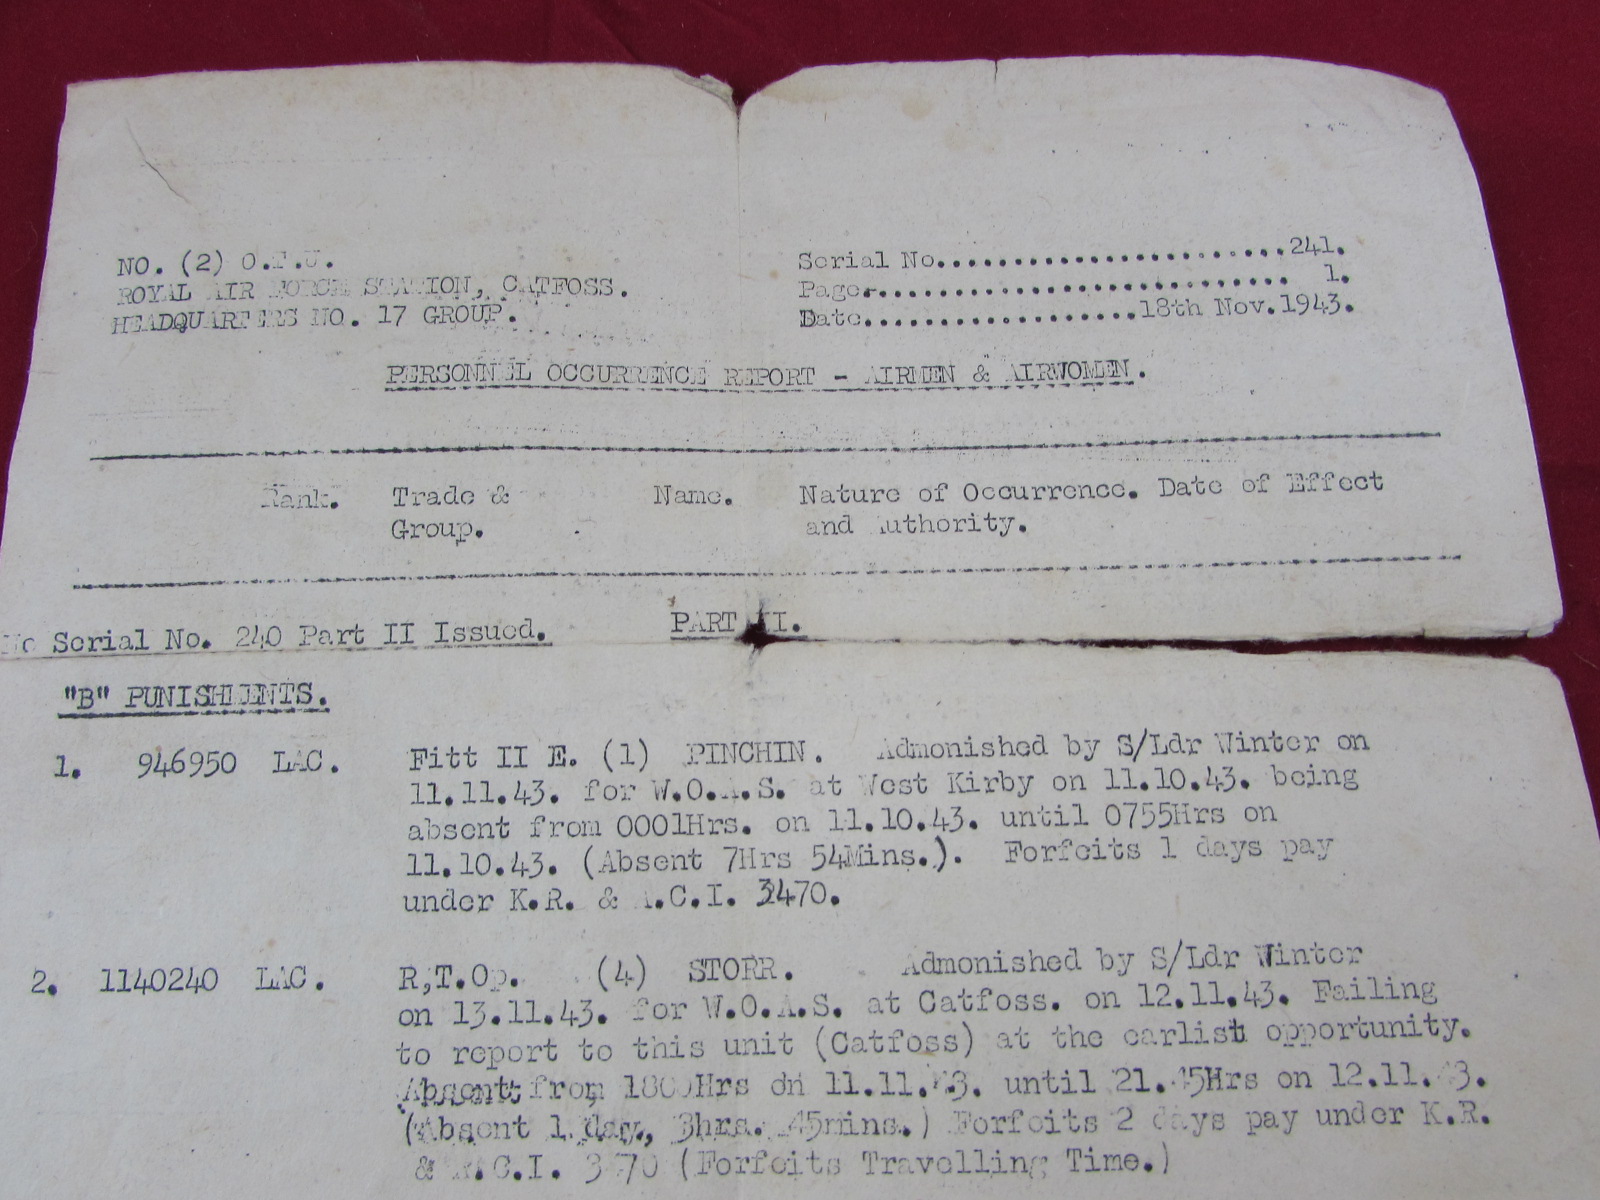 NO. (2) O.T.U.
ROYAL AIR FORCE STATION, CATFOSS.
HEADQUARTERS NO. 17 GROUP.
Serial No.......................241.
Page............................ 1.
Date...................18th Nov.1943.
PERSONNEL OCCURRENCE REPORT - AIRMEN & AIRWOMEN.
Rank. Trade & Name. Nature of Occurrence. Date of Effect
Group. and Authority.
No Serial No. 240 Part II Issued. PART II.
"B" PUNISHMENTS.
1. 946950 LAC. Fitt II E. (1) PINCHIN. Admonished by S/Ldr Winter on
11.11.43. for W.O.A.S. at West Kirby on 11.10.43. being
absent from 0001Hrs. on 11.10.43. until 0755Hrs on
11.10.43. (Absent 7Hrs 54Mins.). Forfeits 1 days pay
under K.R. & A.C.I. 3470.
2. 1140240 LAC. R,T.Op. (4) STORR. Admonished by S/Ldr Winter
on 13.11.43. for W.O.A.S. at Catfoss. on 12.11.43. Failing
to report to this unit (Catfoss) at the earlist opportunity.
Absent from 1800Hrs on 11.11.43. until 21.45Hrs on 12.11.43.
(Absent 1 day, 3hrs. 45mins.) Forfeits 2 days pay under K.R.
& A.C.I. 3470 (Forfeits Travelling Time.)